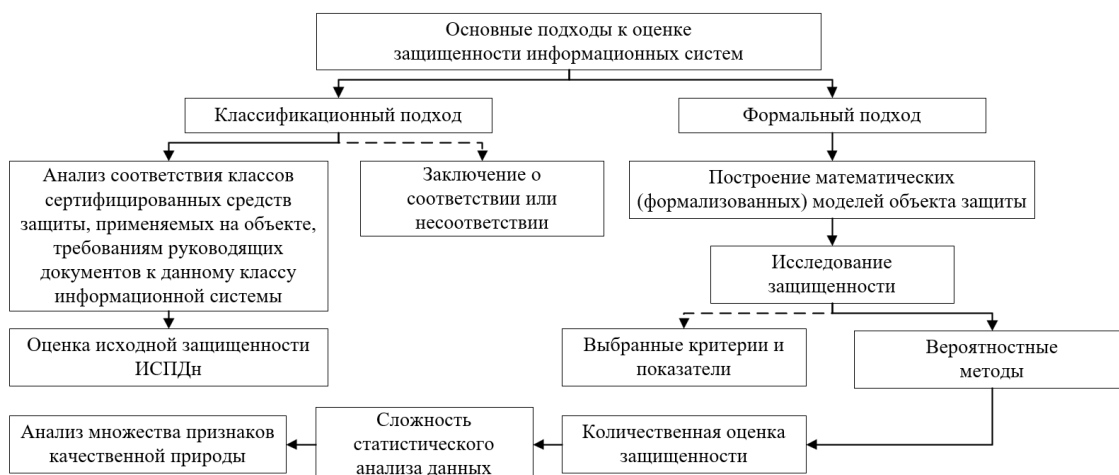 Основные подходы к оценке
защищенности информационных систем
Классификационный подход
Формальный подход
Анализ соответствия классов
сертифицированных средств
защиты, применяемых на объекте,
требованиям руководящих
документов к данному классу
информационной системы
Заключение о
соответствии или
несоответствии
Построение математических
(формализованных) моделей объекта защиты
Исследование
защищенности
Оценка исходной защищенности
ИСПДн
Выбранные критерии и
показатели
Вероятностные
методы
Анализ множества признаков
качественной природы
Сложность
статистического
анализа данных
Количественная оценка
защищенности